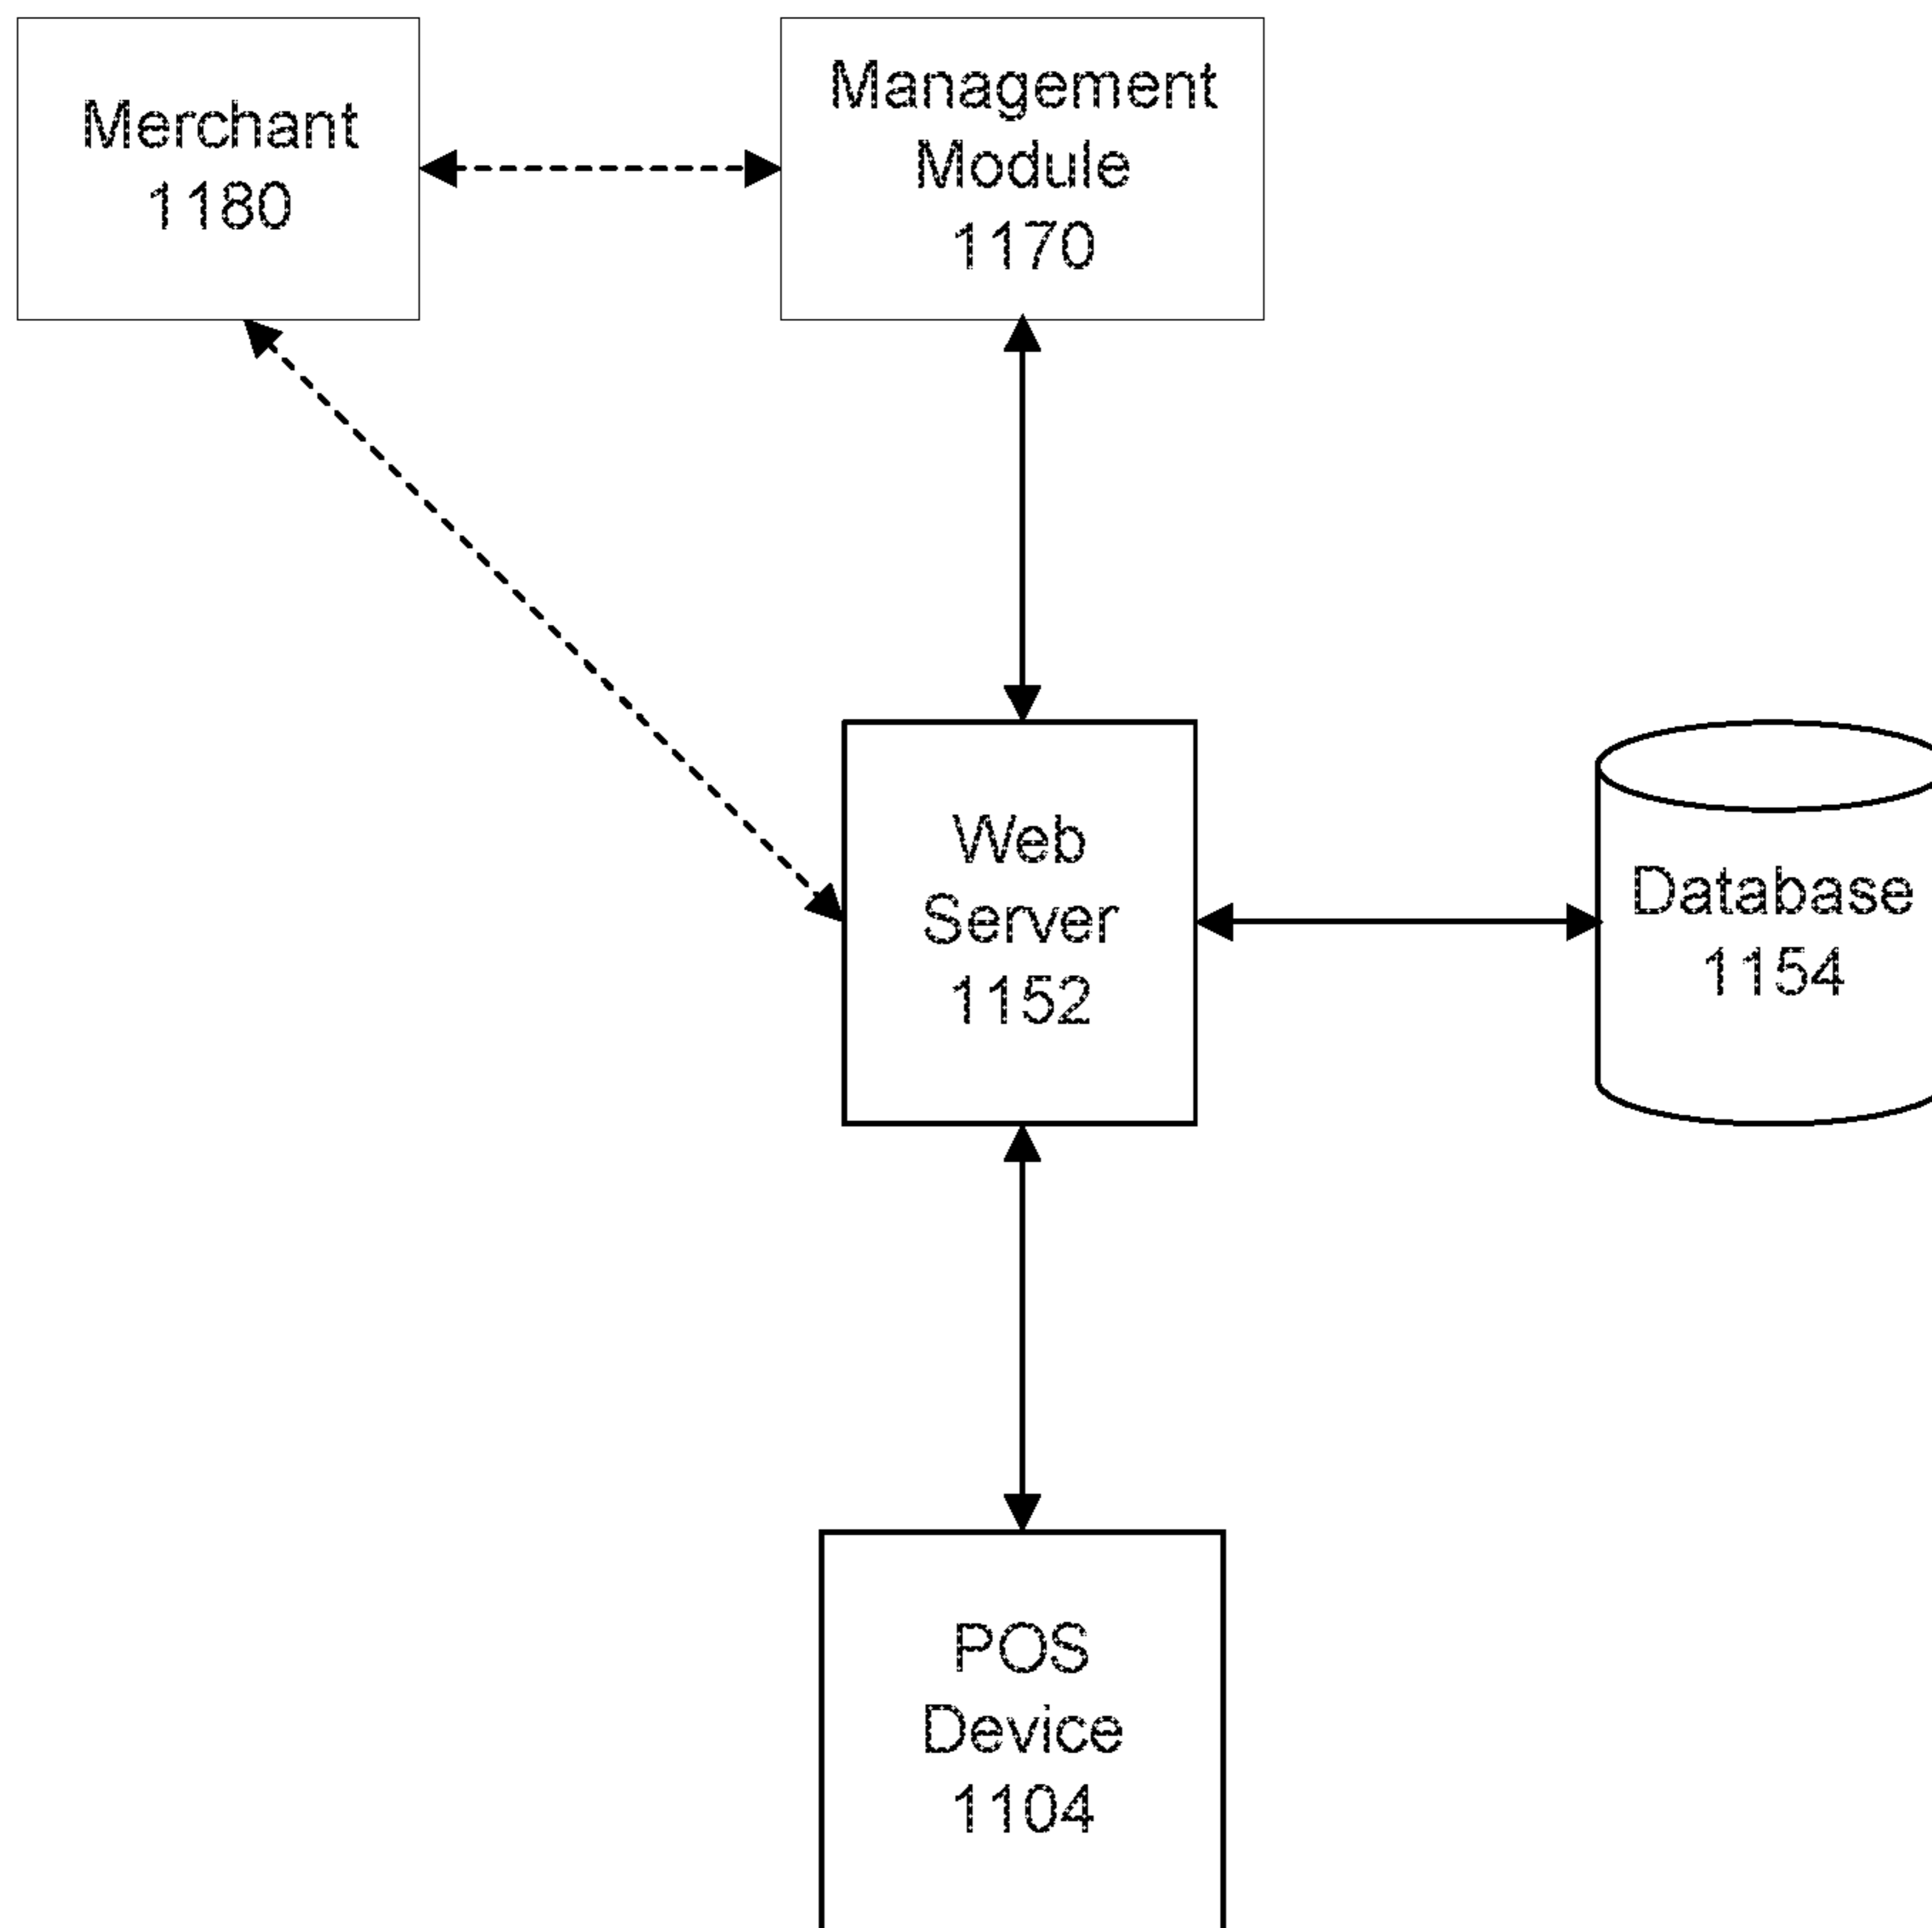 Merchant
1180
Management
Module
1170
Web
Server
1152
Database
1154
POS
Device
1104